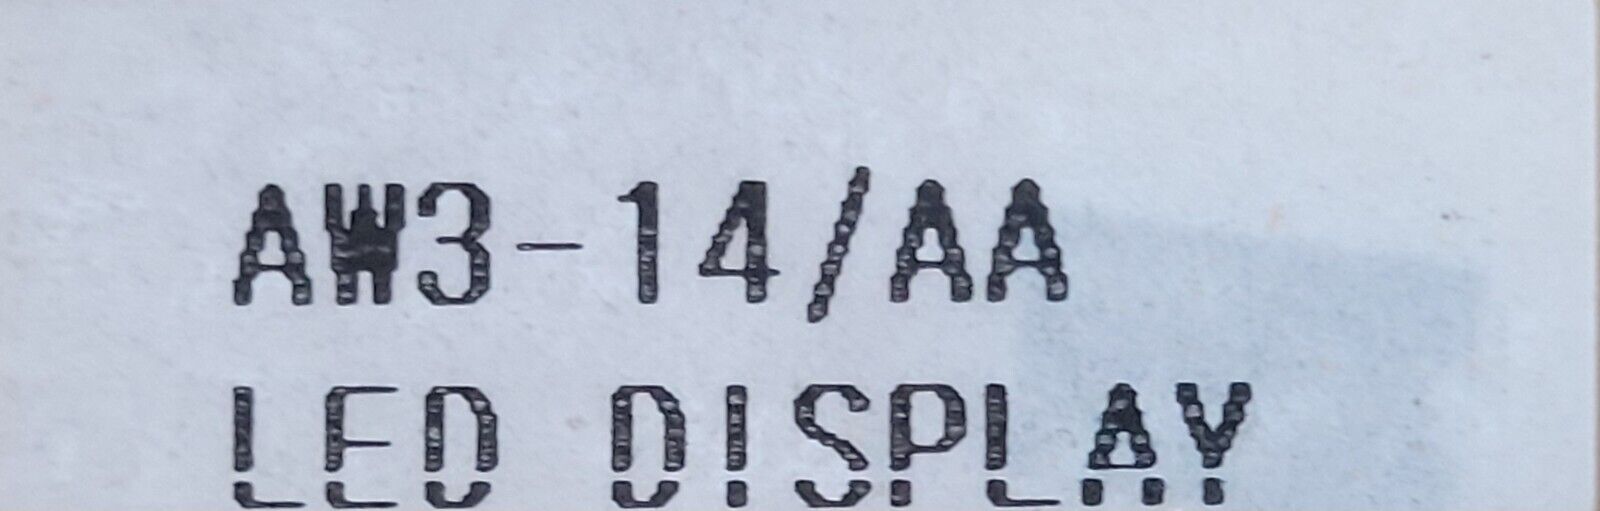 AW3-14/AA
LED DISPLAY